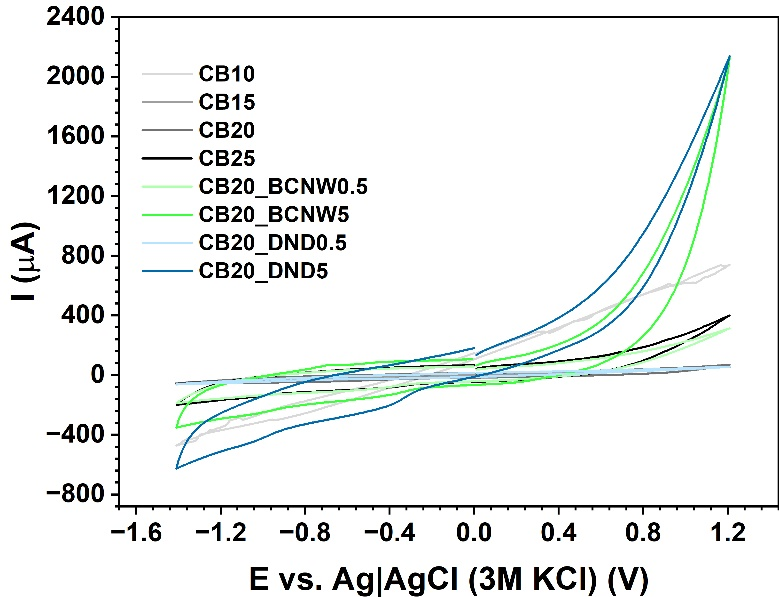 2400
2000
1600
1200
800
400
0
−400
−800
I (μA)
CB10
CB15
CB20
CB25
CB20_BCNW0.5
CB20_BCNW5
CB20_DND0.5
CB20_DND5
−1.6 −1.2 −0.8 −0.4 0.0 0.4 0.8 1.2
E vs. Ag|AgCl (3M KCl) (V)